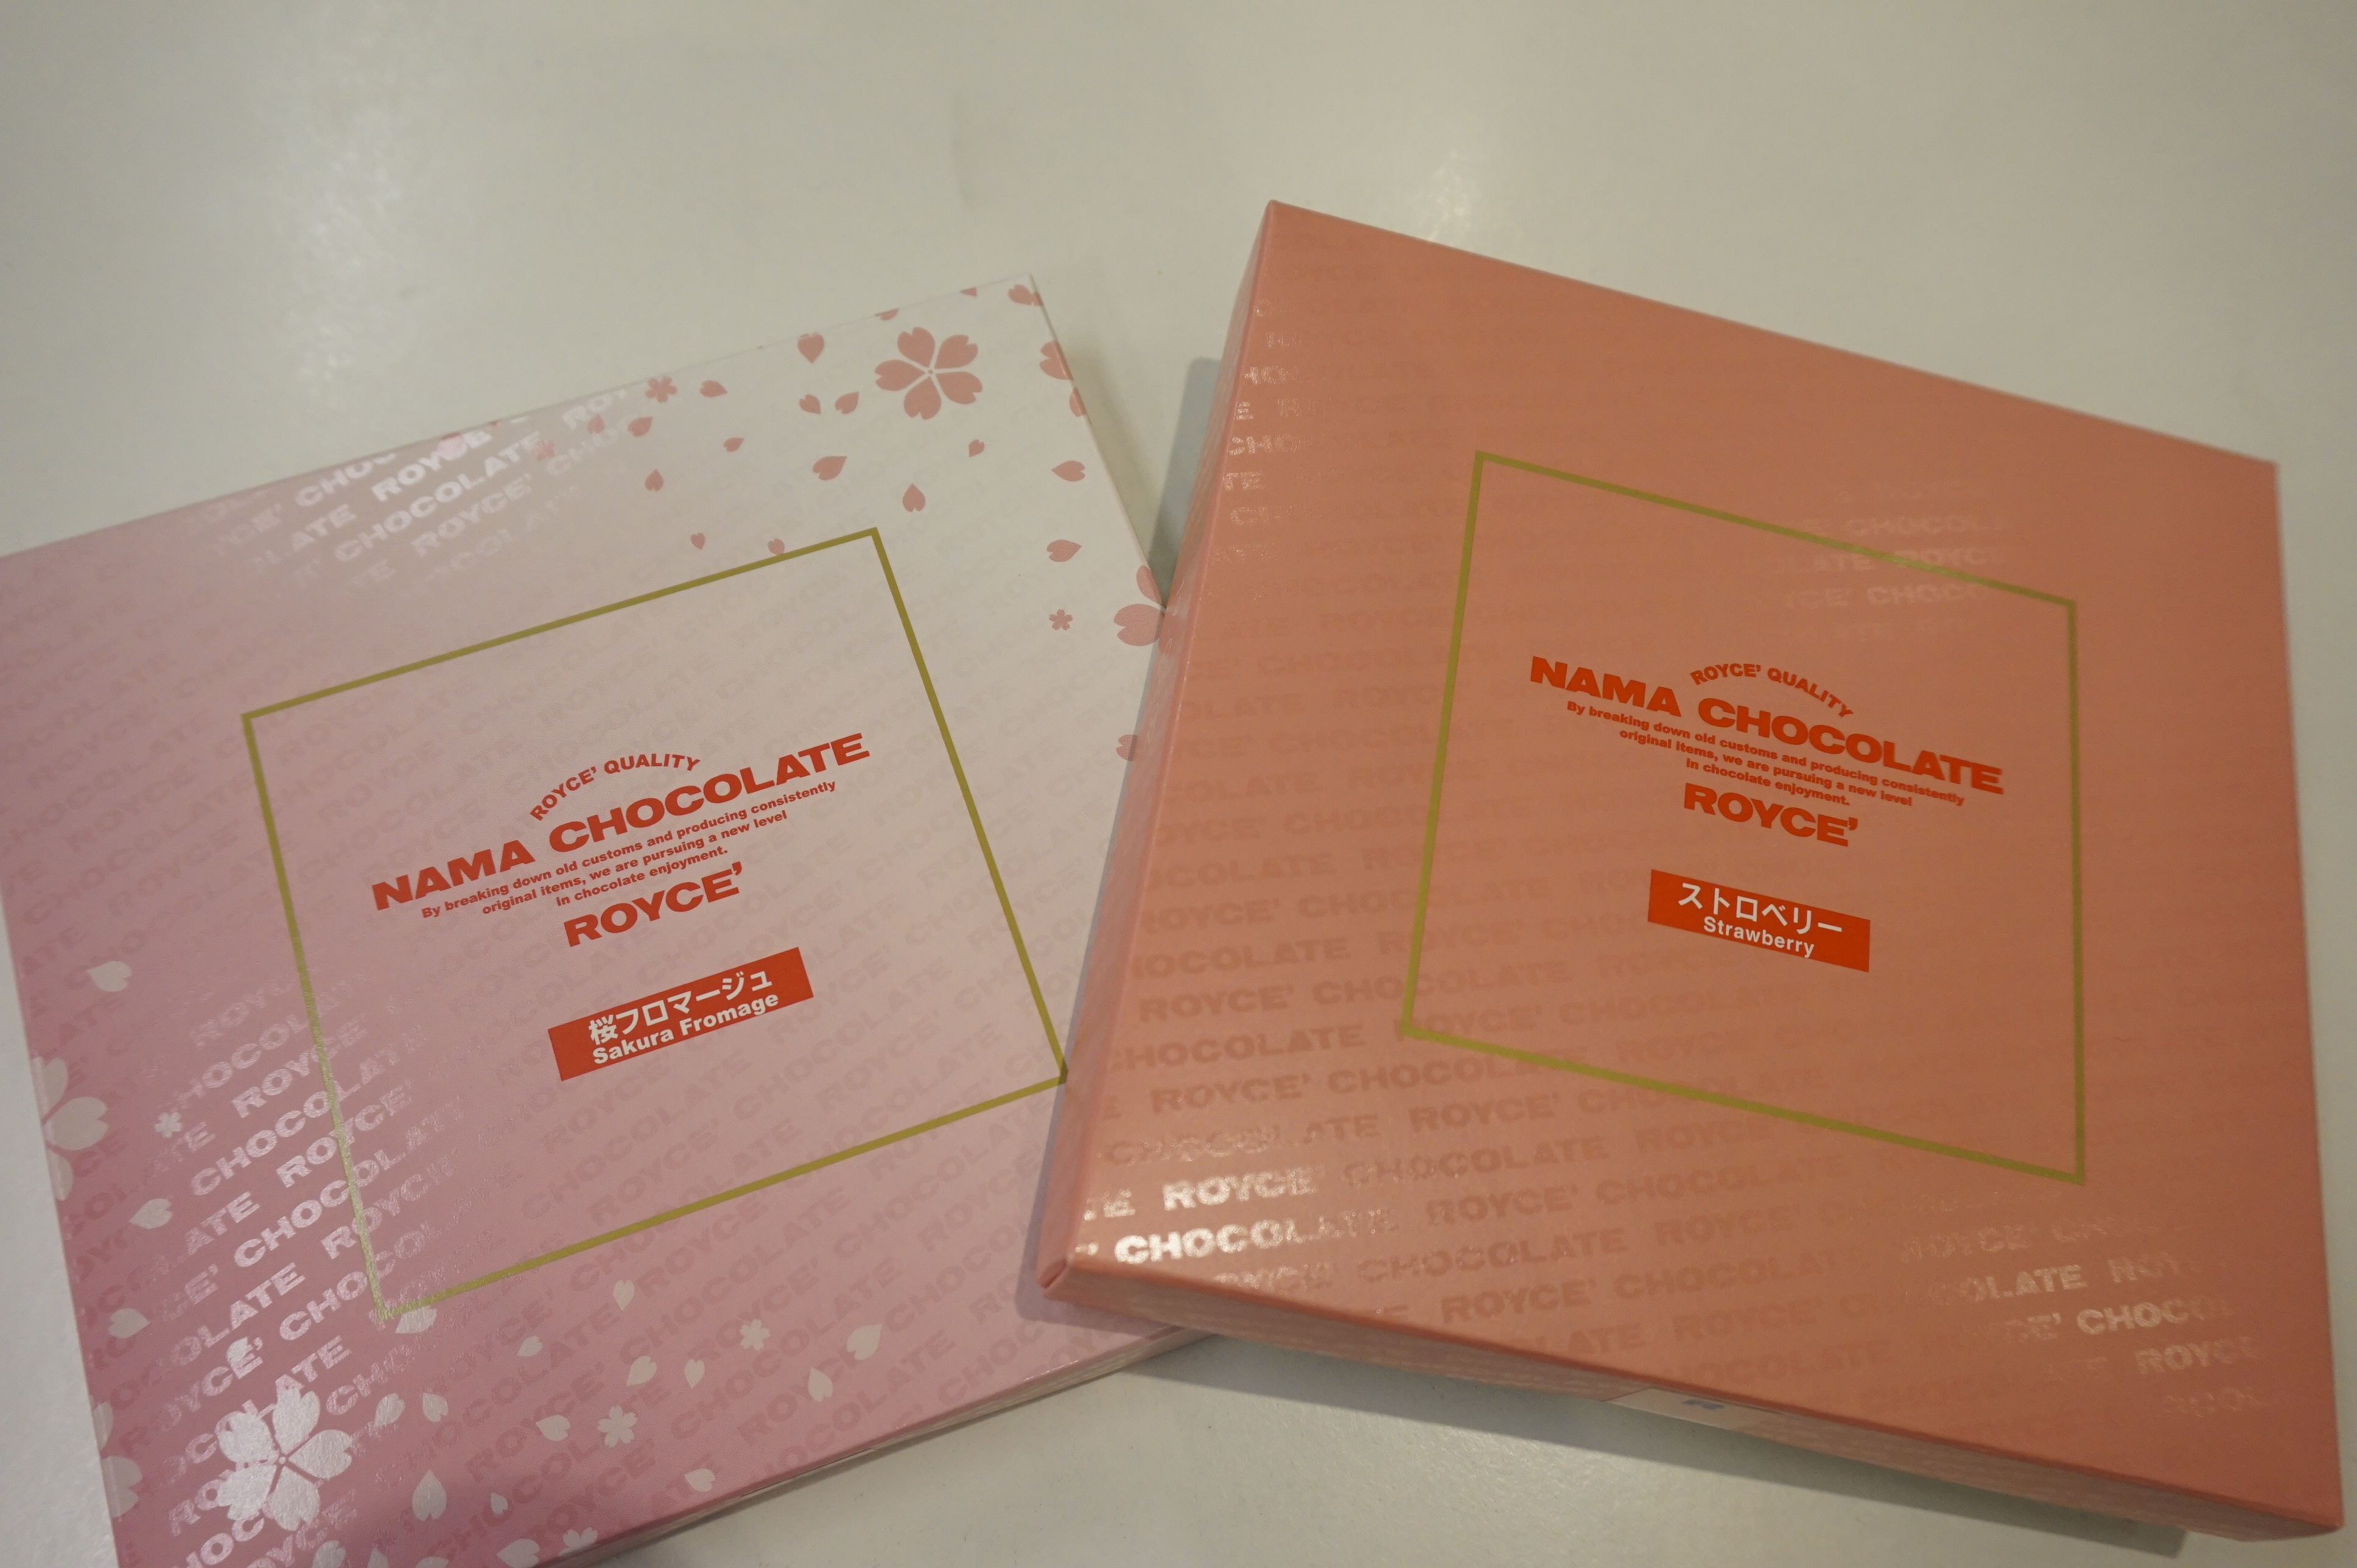 ROYCE' QUALITY
NAMA CHOCOLATE
By breaking down old customs and producing consistently
original items, we are pursuing a new level
in chocolate enjoyment.
ROYCE'
桜フロマージュ
Sakura Fromage
ROYCE' QUALITY
NAMA CHOCOLATE
By breaking down old customs and producing consistently
original items, we are pursuing a new level
in chocolate enjoyment.
ROYCE'
ストロベリー
Strawberry